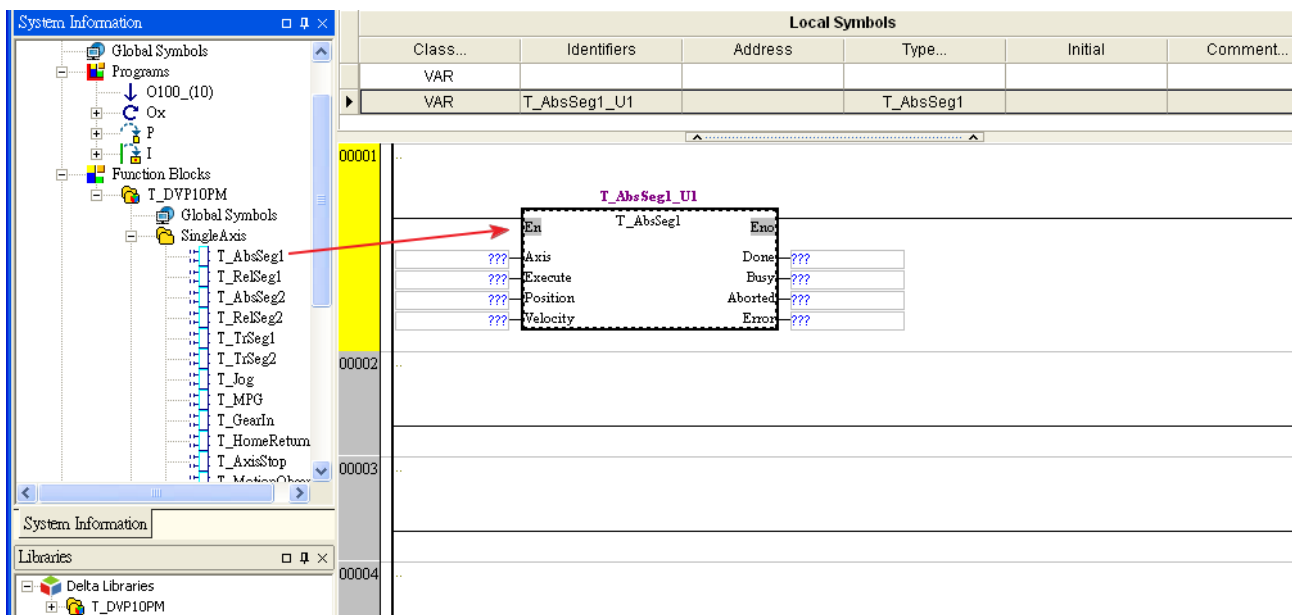 System Information
Global Symbols
Programs
O100_(10)
Ox
P
I
Function Blocks
T_DVP10PM
Global Symbols
SingleAxis
T_AbsSeg1
T_RelSeg1
T_AbsSeg2
T_RelSeg2
T_TrSeg1
T_TrSeg2
T_Jog
T_MPG
T_GearIn
T_HomeReturn
T_AxisStop
System Information
Libraries
Delta Libraries
T_DVP10PM
Local Symbols
Class... Identifiers Address Type... Initial Comment...
VAR
VAR T_AbsSeg1_U1 T_AbsSeg1
00001
T_AbsSeg1_U1
T_AbsSeg1
En Eno
??? Axis Done ???
??? Execute Busy ???
??? Position Aborted ???
??? Velocity Error ???
00002
00003
00004